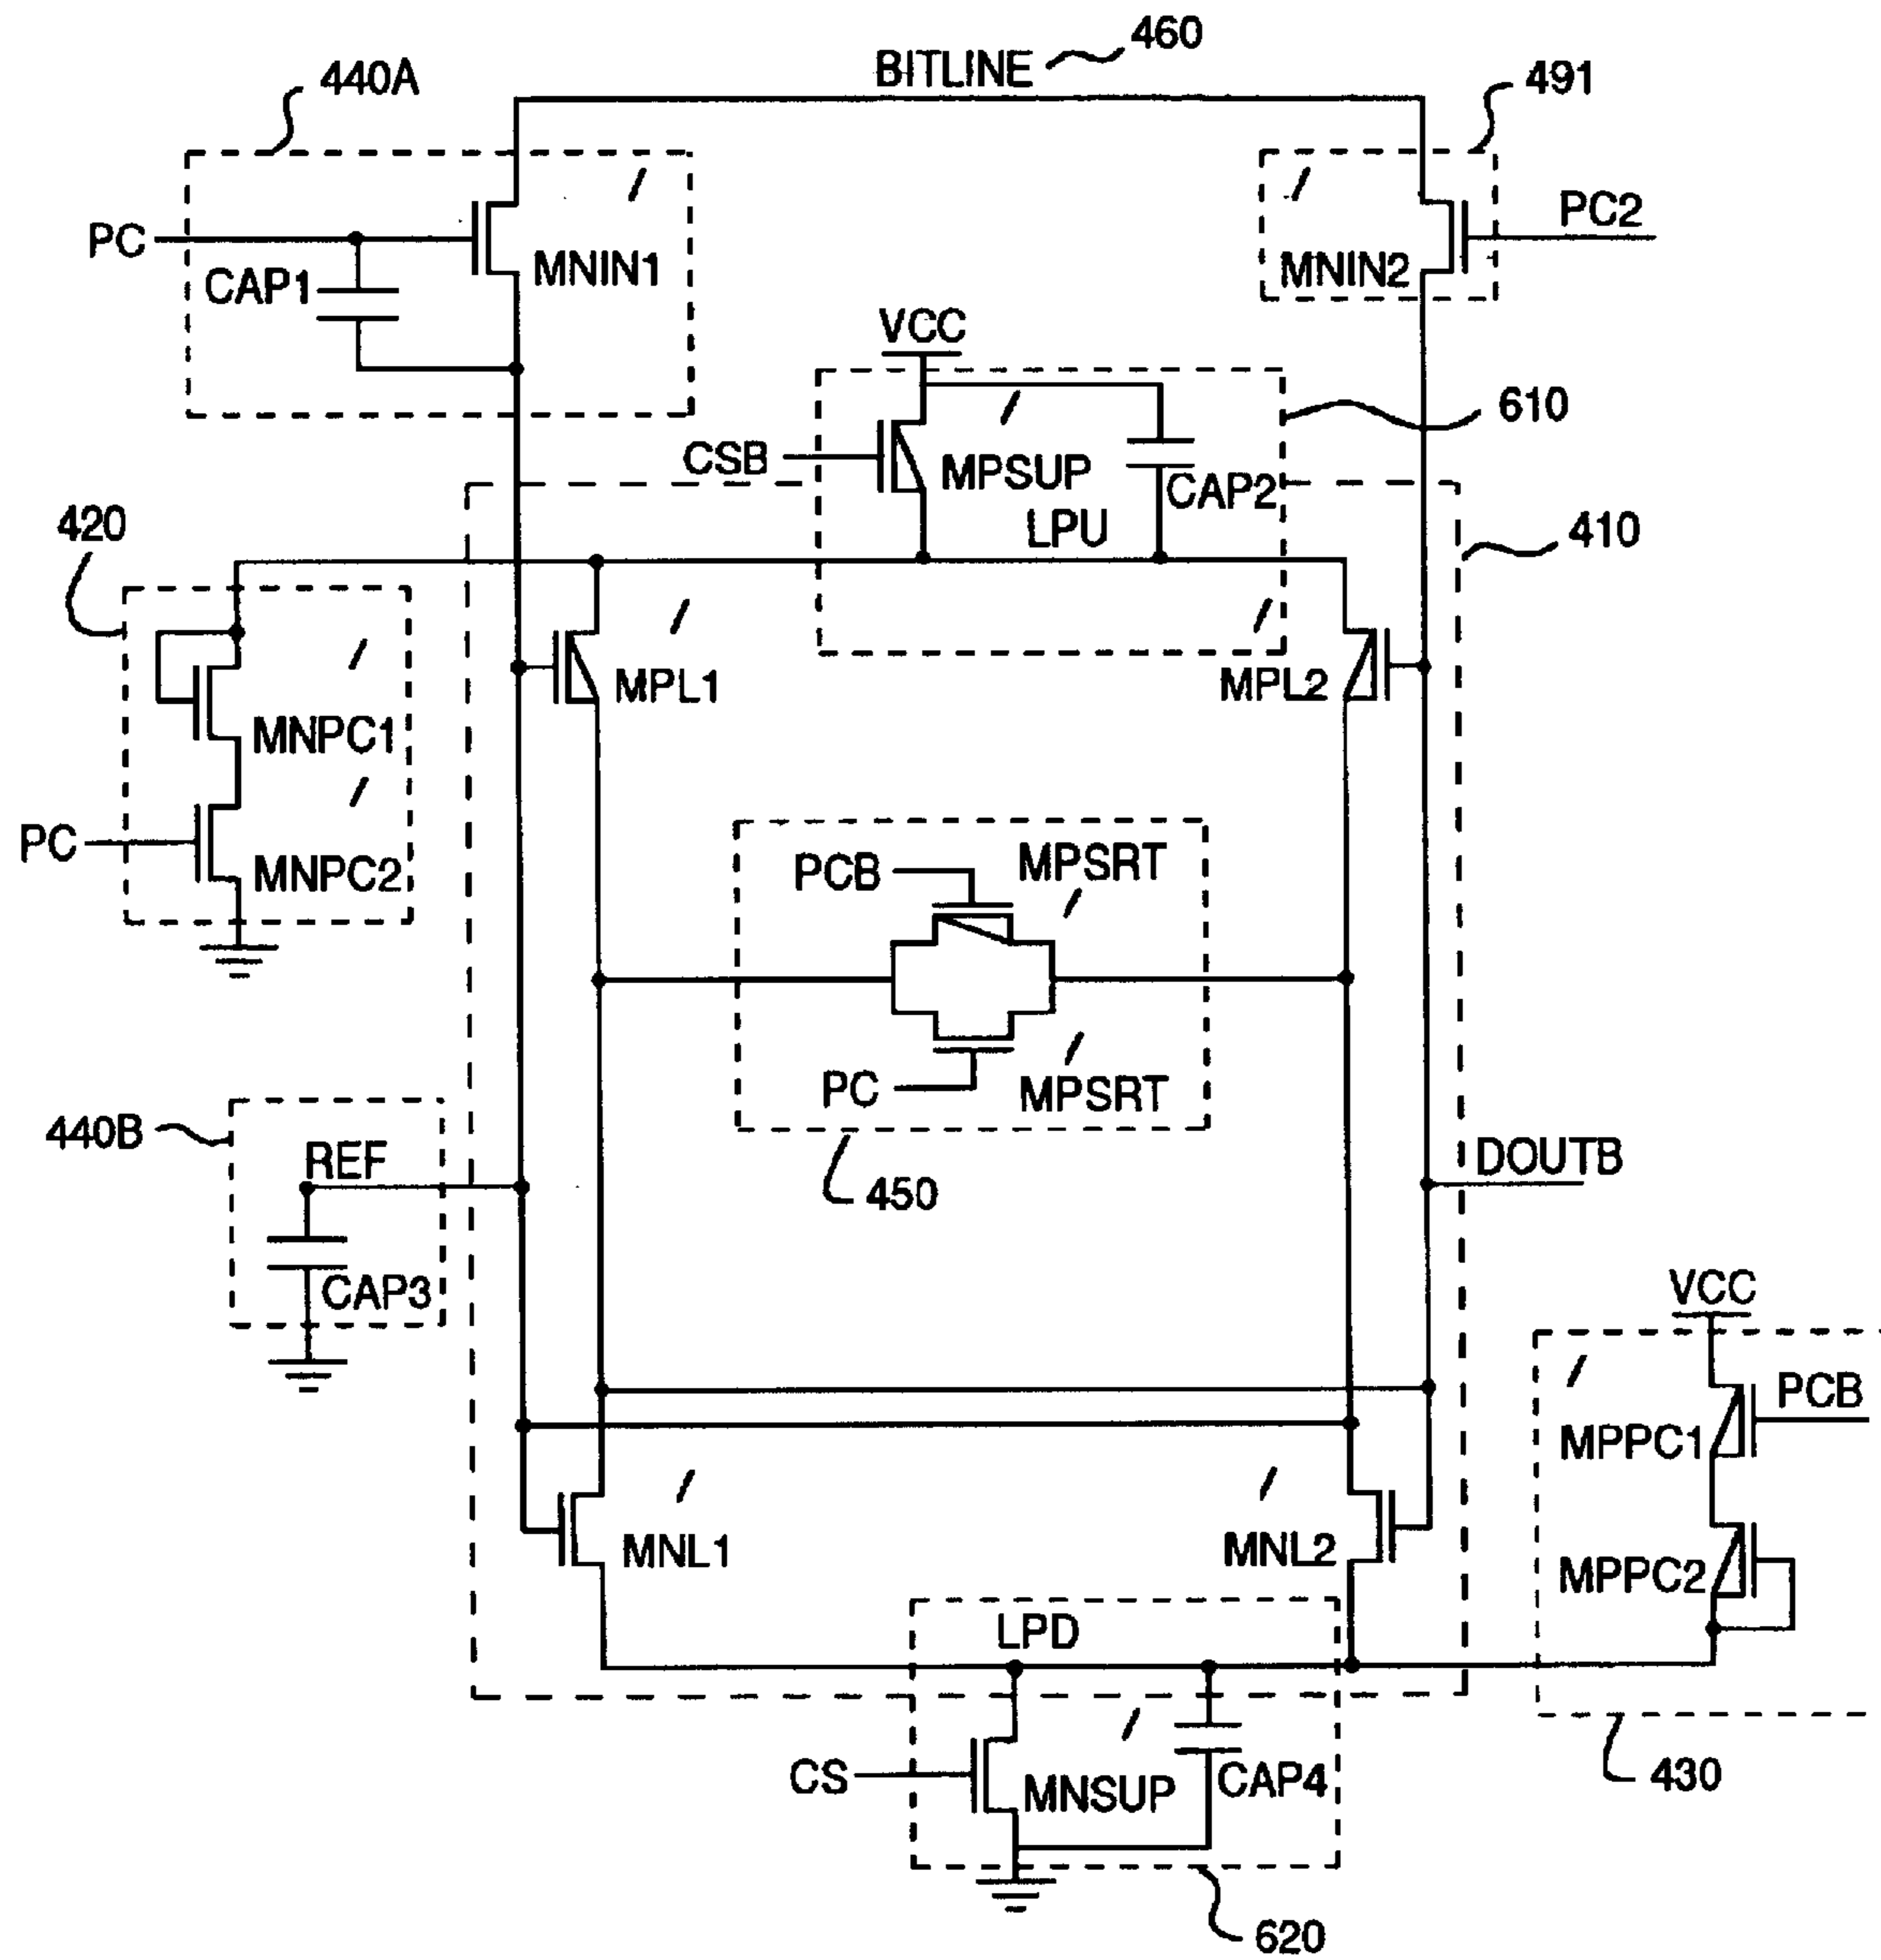 460
BITLINE
440A
491
PC
MNIN1
CAP1
PC2
MNIN2
VCC
610
CSB
MPSUP
CAP2
LPU
420
410
MPL1
MPL2
MNPC1
PC
MNPC2
PCB
MPSRT
PC
MPSRT
450
440B
REF
CAP3
DOUTB
VCC
PCB
MPPC1
MNL1
MNL2
MPPC2
LPD
CS
MNSUP
CAP4
430
620